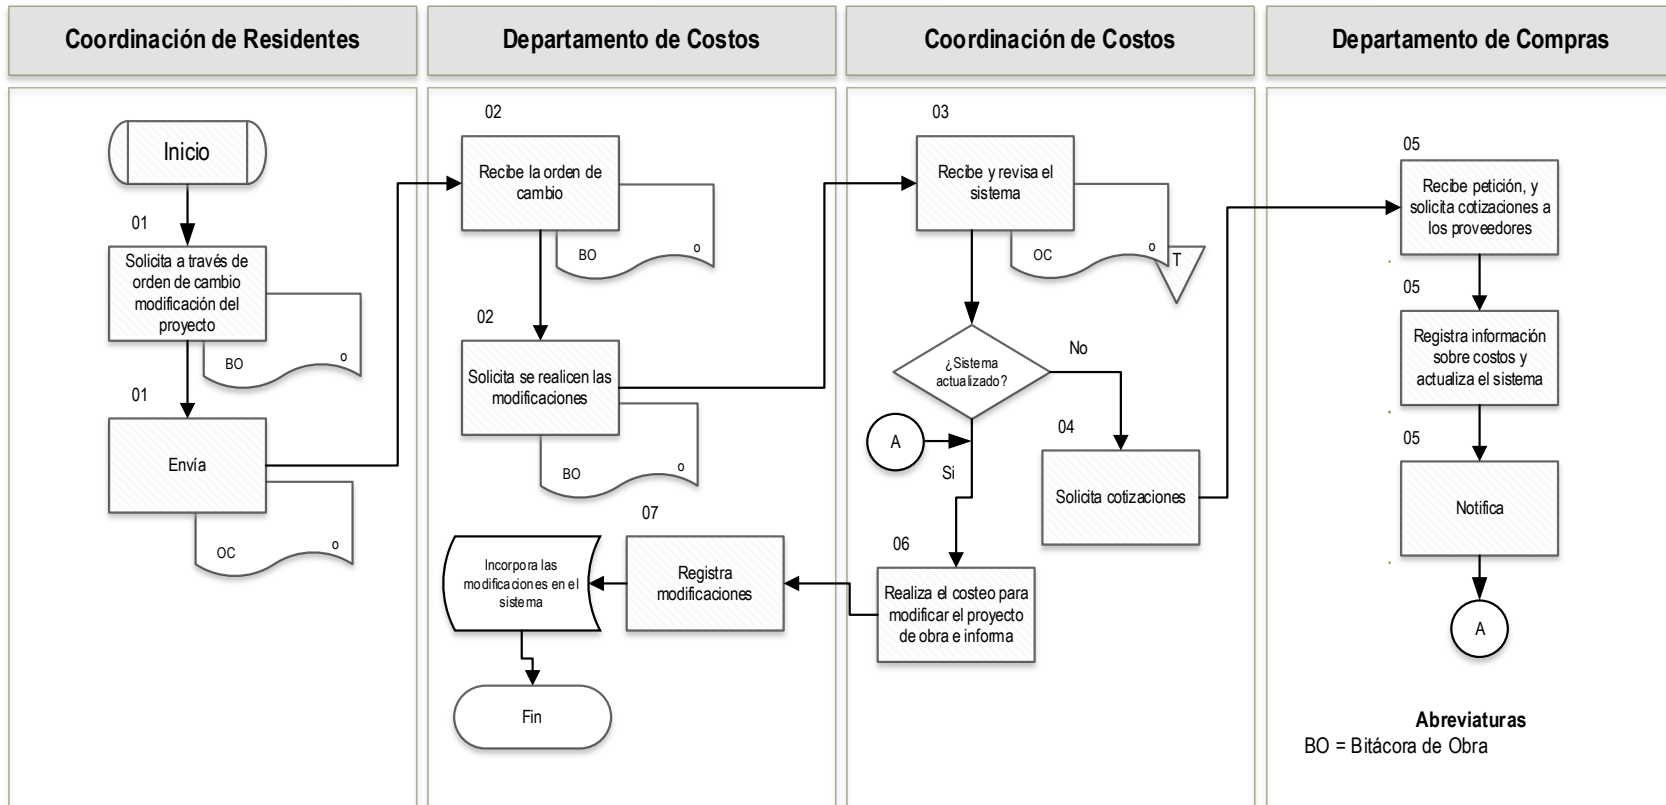 Coordinación de Residentes
Departamento de Costos
Coordinación de Costos
Departamento de Compras
Inicio
01
Solicita a través de
orden de cambio
modificación del
proyecto
BO
o
01
Envía
OC
o
02
Recibe la orden de
cambio
BO
o
02
Solicita se realicen las
modificaciones
BO
o
07
Registra
modificaciones
Incorpora las
modificaciones en el
sistema
Fin
03
Recibe y revisa el
sistema
OC
o
T
¿Sistema
actualizado?
No
A
Si
04
Solicita cotizaciones
06
Realiza el costeo para
modificar el proyecto
de obra e informa
05
Recibe petición, y
solicita cotizaciones a
los proveedores
05
Registra información
sobre costos y
actualiza el sistema
05
Notifica
A
Abreviaturas
BO = Bitácora de Obra